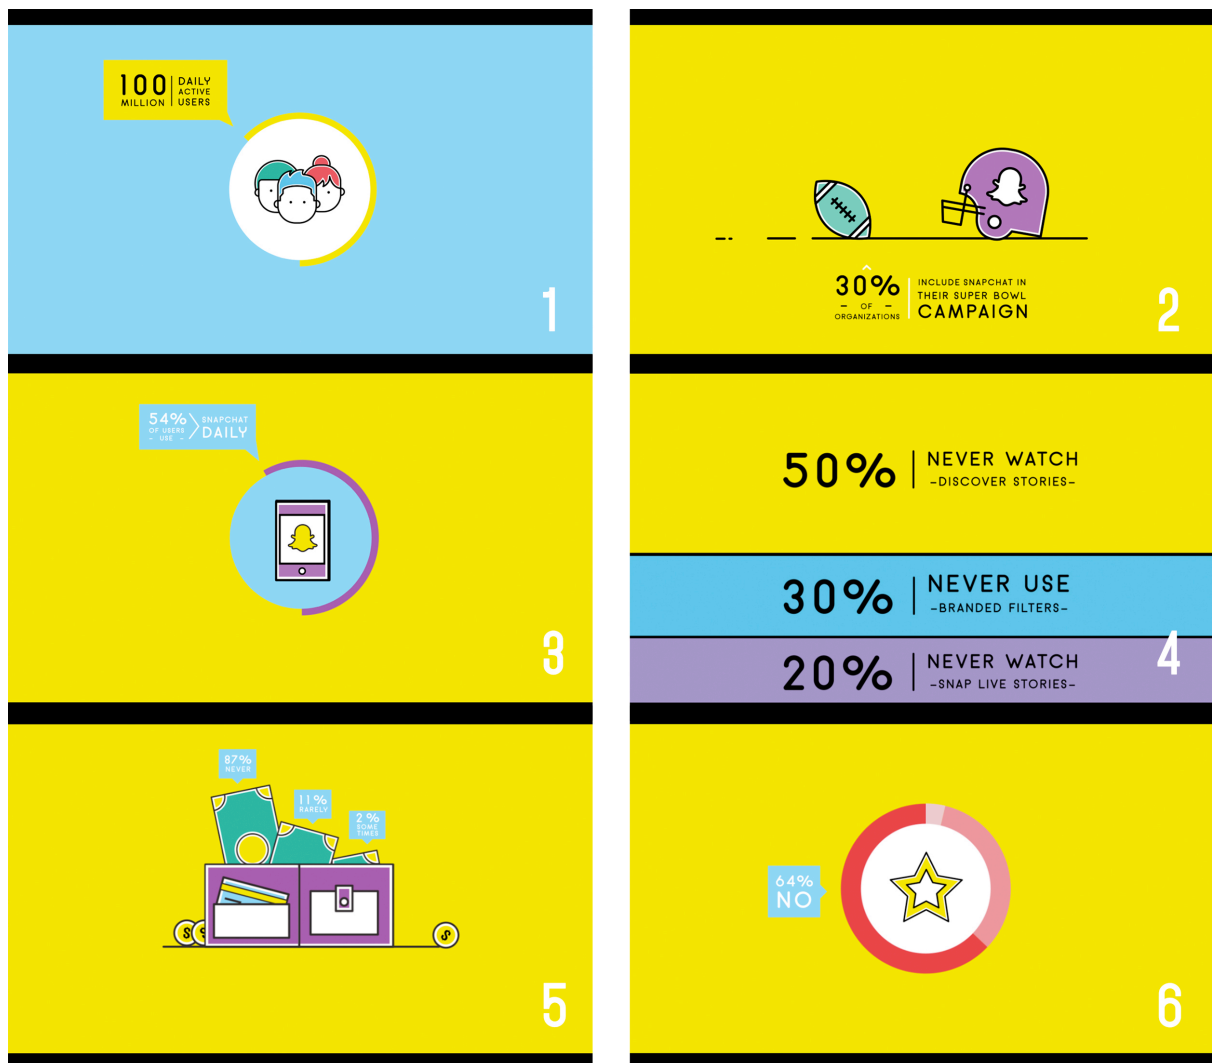 100 MILLION
DAILY ACTIVE USERS
1
30%
– OF –
ORGANIZATIONS
INCLUDE SNAPCHAT IN
THEIR SUPER BOWL
CAMPAIGN
2
54%
OF USERS
– USE –
SNAPCHAT
DAILY
3
50%
NEVER WATCH
–DISCOVER STORIES–
30%
NEVER USE
–BRANDED FILTERS–
20%
NEVER WATCH
–SNAP LIVE STORIES–
4
87%
NEVER
11%
RARELY
2%
SOME
TIMES
S
S
S
5
64%
NO
6